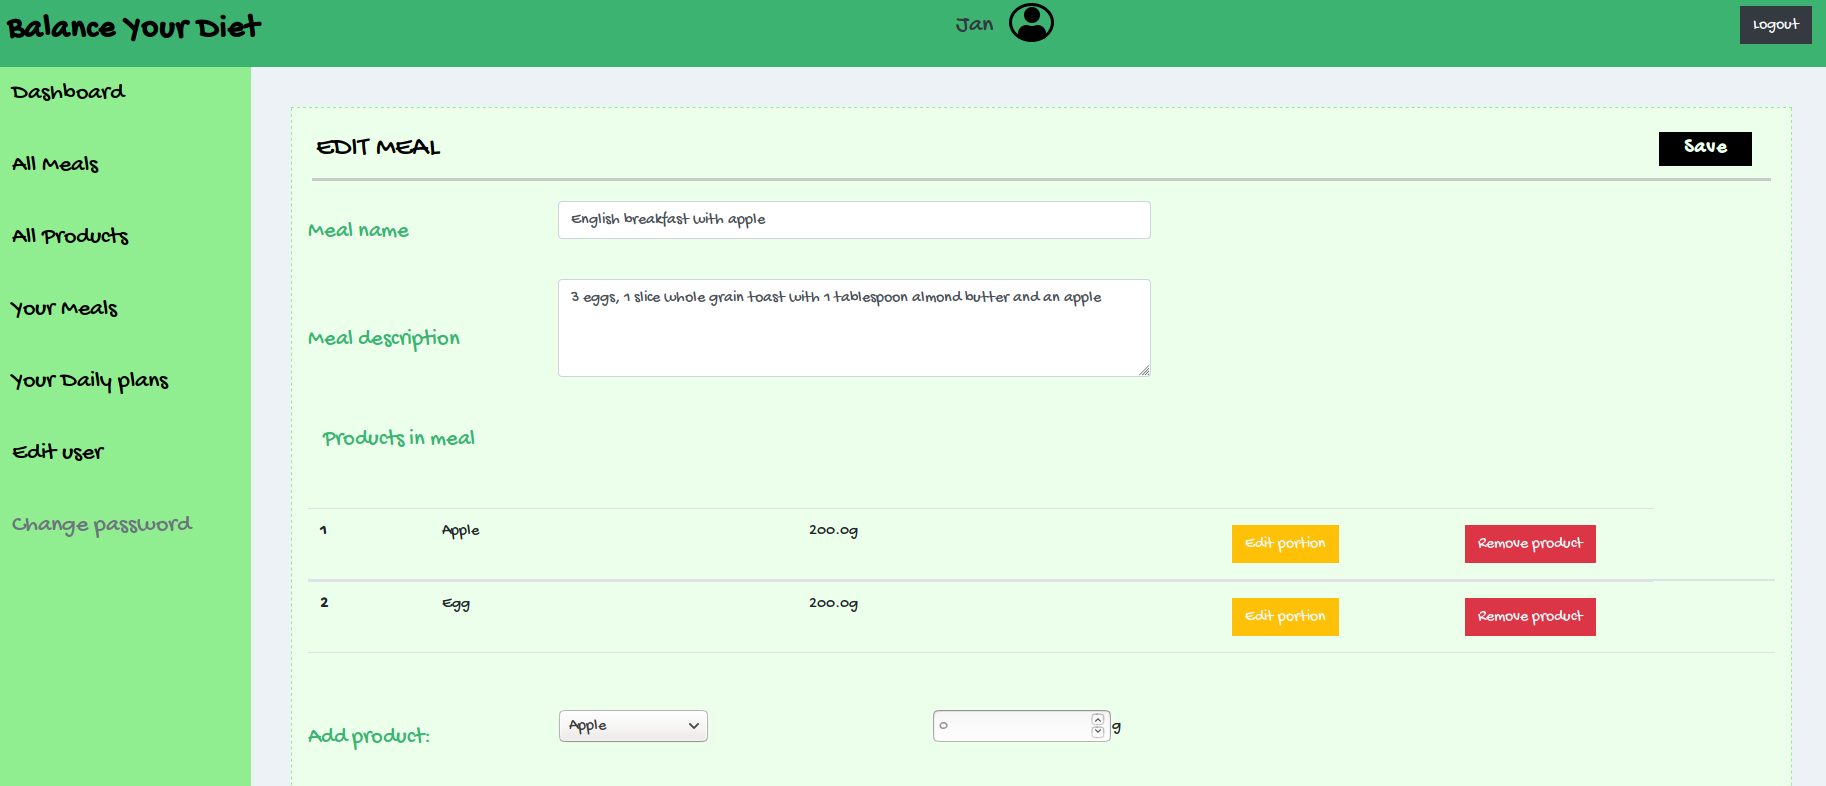 Balance Your Diet
Jan
Logout
Dashboard
All Meals
All Products
Your Meals
Your Daily plans
Edit user
Change password
EDIT MEAL
Save
Meal name
English breakfast with apple
Meal description
3 eggs, 1 slice whole grain toast with 1 tablespoon almond butter and an apple
Products in meal
1 Apple 200.0g Edit portion Remove product
2 Egg 200.0g Edit portion Remove product
Add product: Apple 0 g